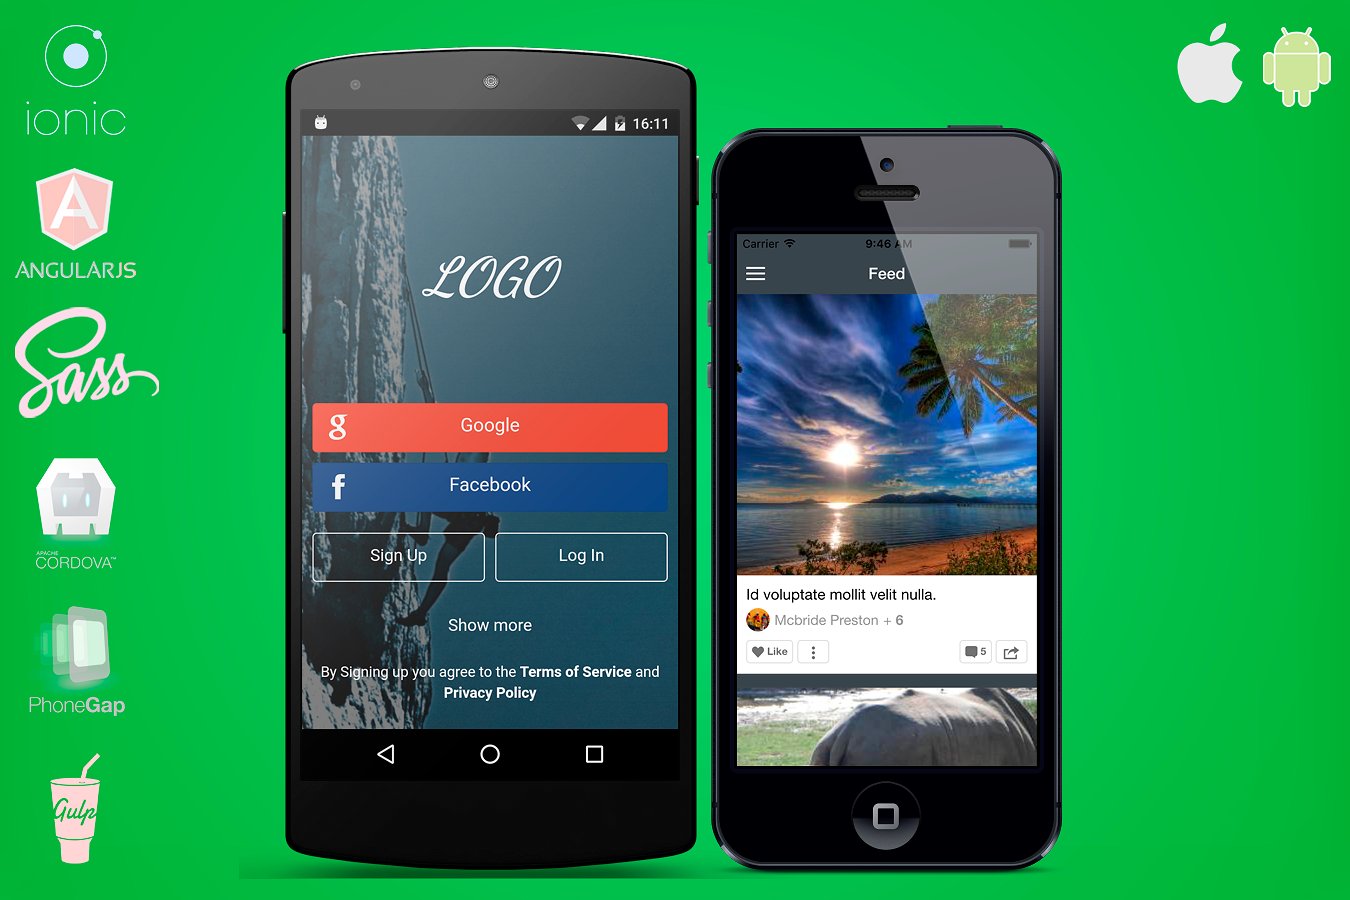 ionic
ANGULARJS
Sass
APACHE
CORDOVA™
PhoneGap
Gulp
16:11
LOGO
g Google
f Facebook
Sign Up Log In
Show more
By Signing up you agree to the Terms of Service and
Privacy Policy
Carrier 9:46 AM
Feed
Id voluptate mollit velit nulla.
Mcbride Preston + 6
Like 5